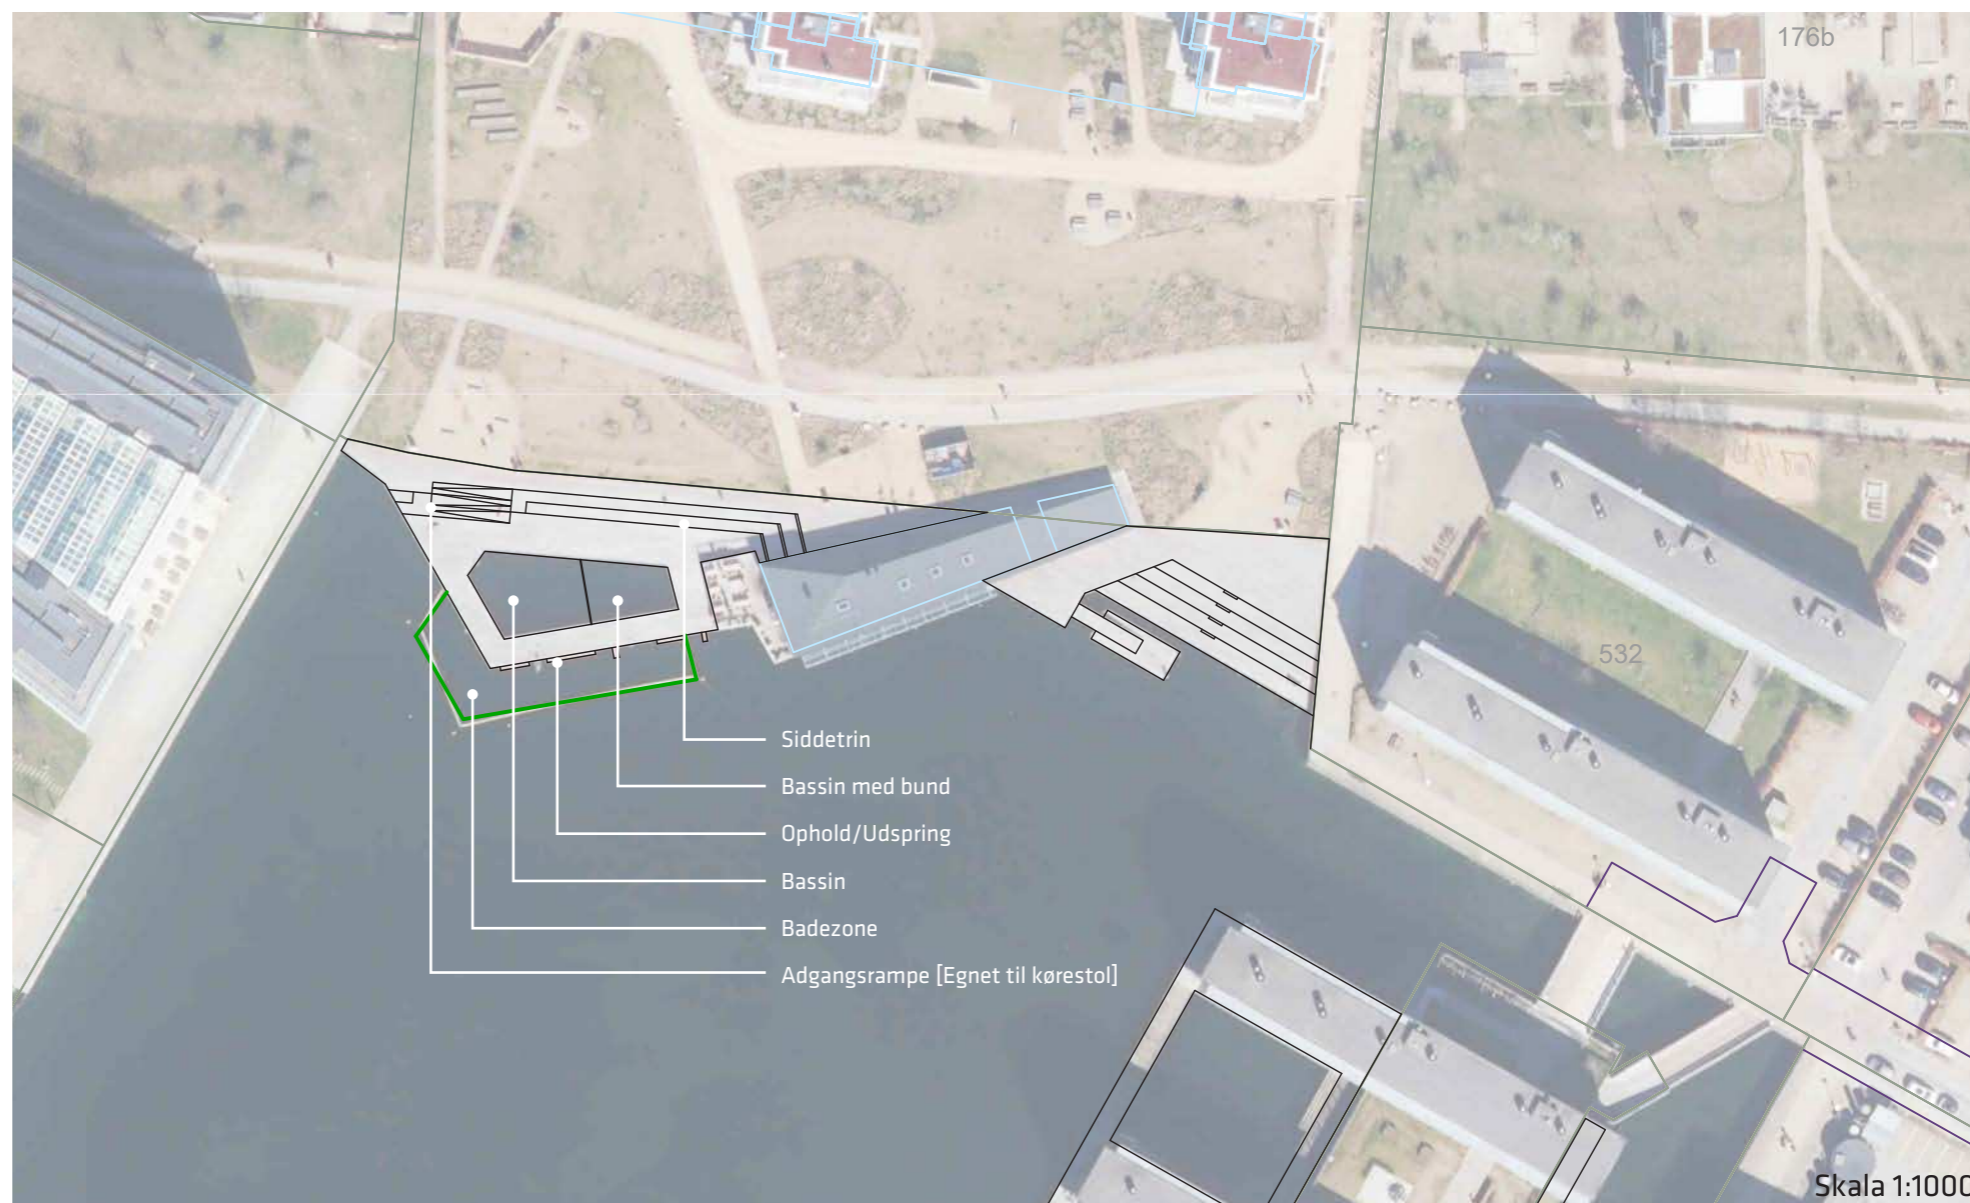 176b
532
Siddetrin
Bassin med bund
Ophold/Udspring
Bassin
Badezone
Adgangsrampe [Egnet til kørestol]
Skala 1:1000